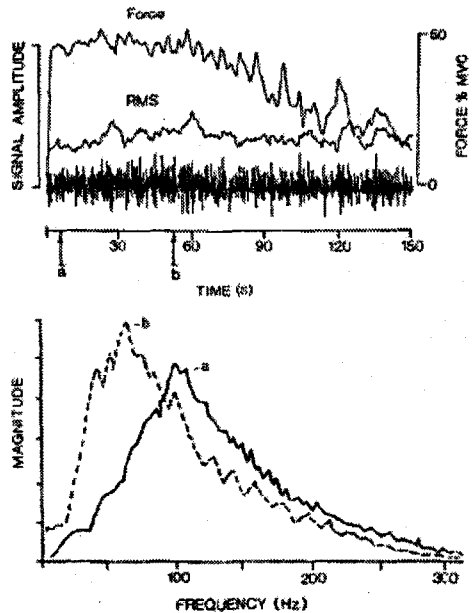 Force
RMS
SIGNAL AMPLITUDE
50
FORCE % MVC
0
30 60 90 120 150
a b
TIME (s)
b
a
MAGNITUDE
100 200 300
FREQUENCY (Hz)